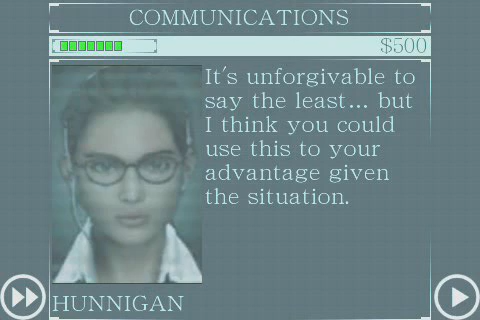 COMMUNICATIONS
$500
It's unforgivable to
say the least... but
I think you could
use this to your
advantage given
the situation.
HUNNIGAN